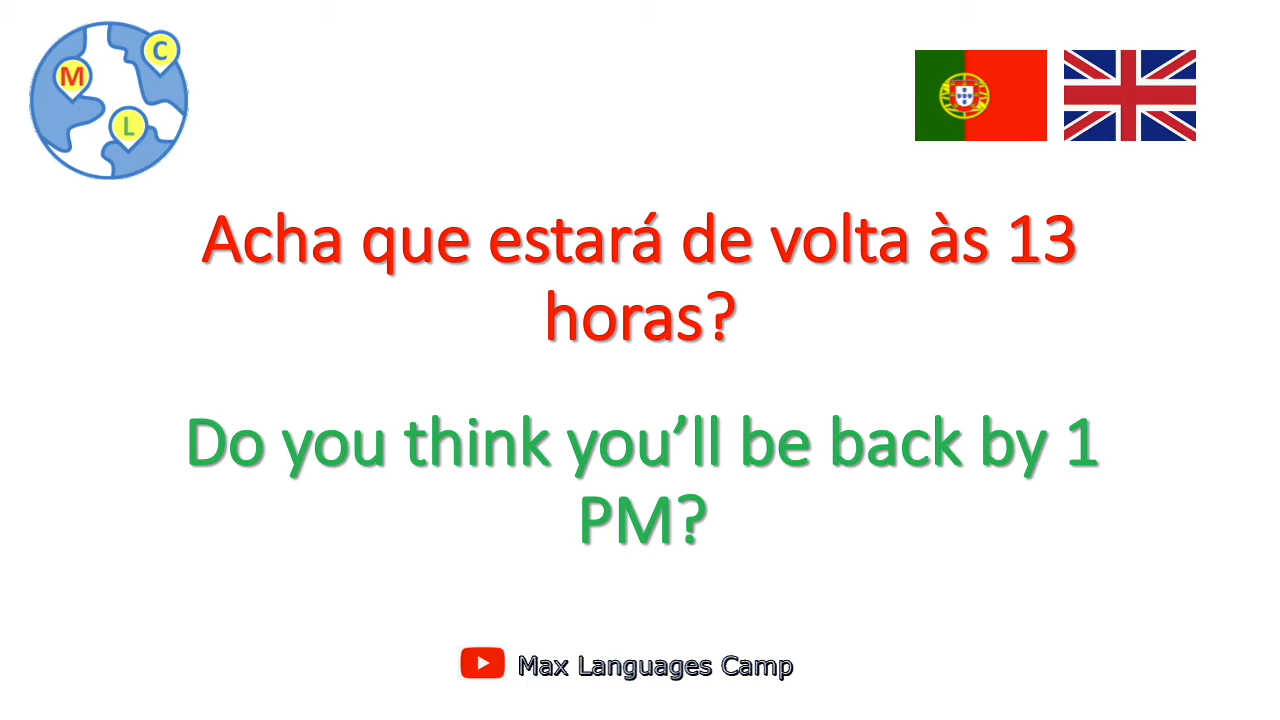 C
M
L
Acha que estará de volta às 13
horas?
Do you think you’ll be back by 1
PM?
Max Languages Camp